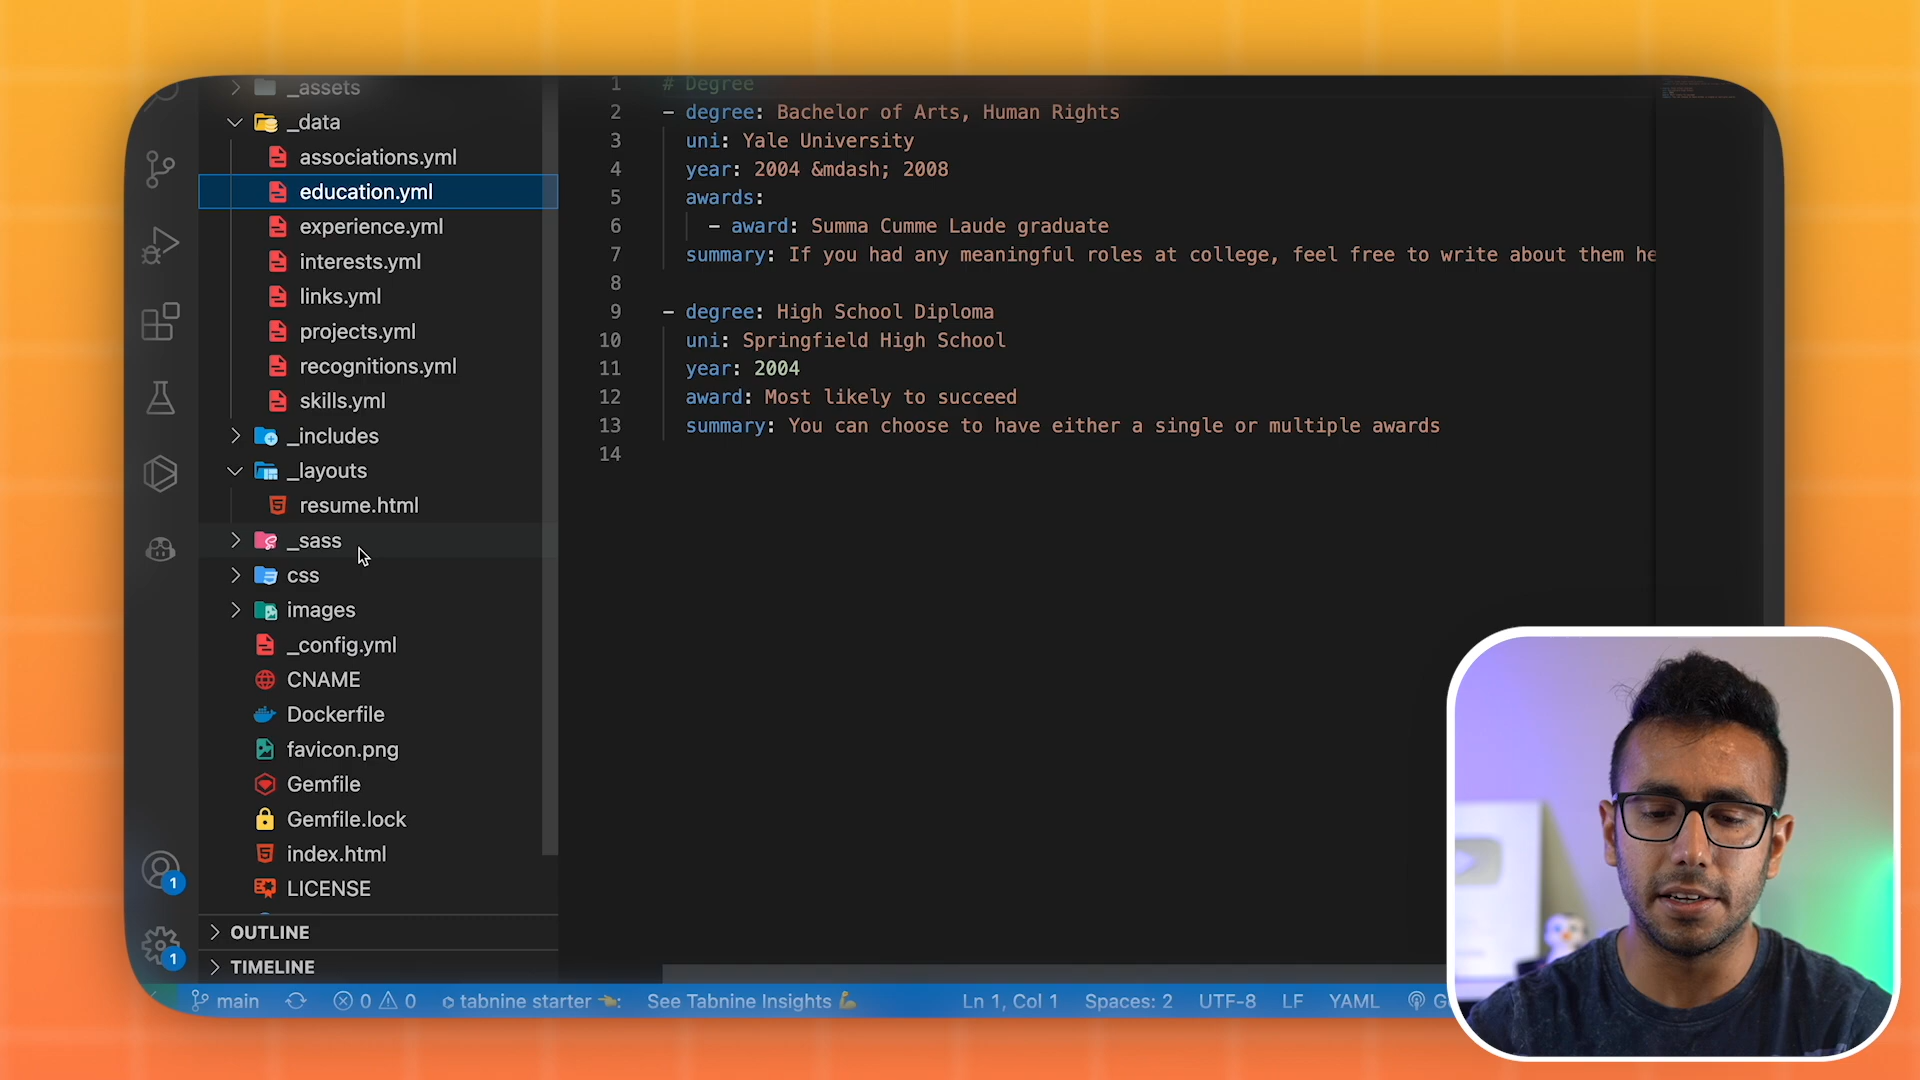 _assets
_data
associations.yml
education.yml
experience.yml
interests.yml
links.yml
projects.yml
recognitions.yml
skills.yml
_includes
_layouts
resume.html
_sass
css
images
_config.yml
CNAME
Dockerfile
favicon.png
Gemfile
Gemfile.lock
index.html
LICENSE
OUTLINE
TIMELINE
1 # Degree
2 - degree: Bachelor of Arts, Human Rights
3 uni: Yale University
4 year: 2004 &mdash; 2008
5 awards:
6 - award: Summa Cumme Laude graduate
7 summary: If you had any meaningful roles at college, feel free to write about them he
8
9 - degree: High School Diploma
10 uni: Springfield High School
11 year: 2004
12 award: Most likely to succeed
13 summary: You can choose to have either a single or multiple awards
14
1
1
main 0 0 tabnine starter : See Tabnine Insights Ln 1, Col 1 Spaces: 2 UTF-8 LF YAML G